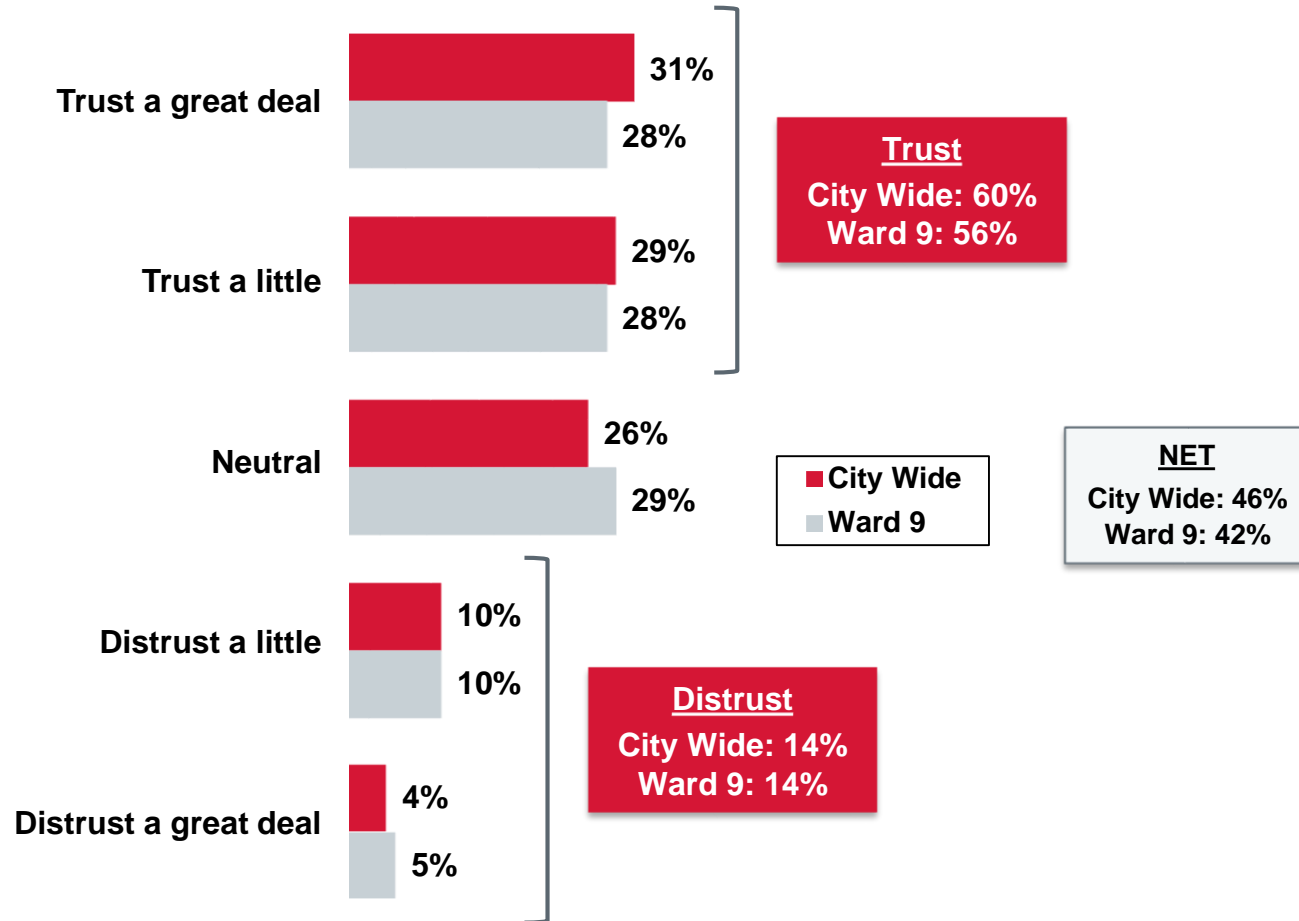 Trust a great deal
31%
28%
Trust
City Wide: 60%
Ward 9: 56%
Trust a little
29%
28%
Neutral
26%
29%
City Wide
Ward 9
NET
City Wide: 46%
Ward 9: 42%
Distrust a little
10%
10%
Distrust
City Wide: 14%
Ward 9: 14%
Distrust a great deal
4%
5%